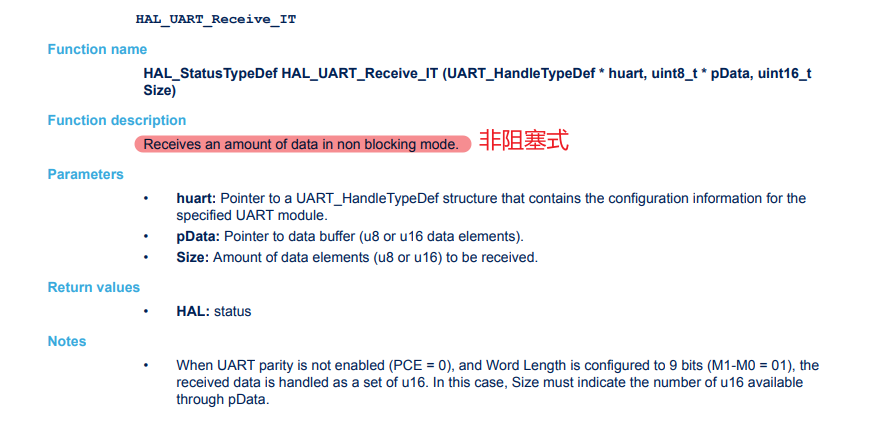 HAL_UART_Receive_IT
Function name
HAL_StatusTypeDef HAL_UART_Receive_IT (UART_HandleTypeDef * huart, uint8_t * pData, uint16_t
Size)
Function description
Receives an amount of data in non blocking mode. 非阻塞式
Parameters
• huart: Pointer to a UART_HandleTypeDef structure that contains the configuration information for the
specified UART module.
• pData: Pointer to data buffer (u8 or u16 data elements).
• Size: Amount of data elements (u8 or u16) to be received.
Return values
• HAL: status
Notes
• When UART parity is not enabled (PCE = 0), and Word Length is configured to 9 bits (M1-M0 = 01), the
received data is handled as a set of u16. In this case, Size must indicate the number of u16 available
through pData.